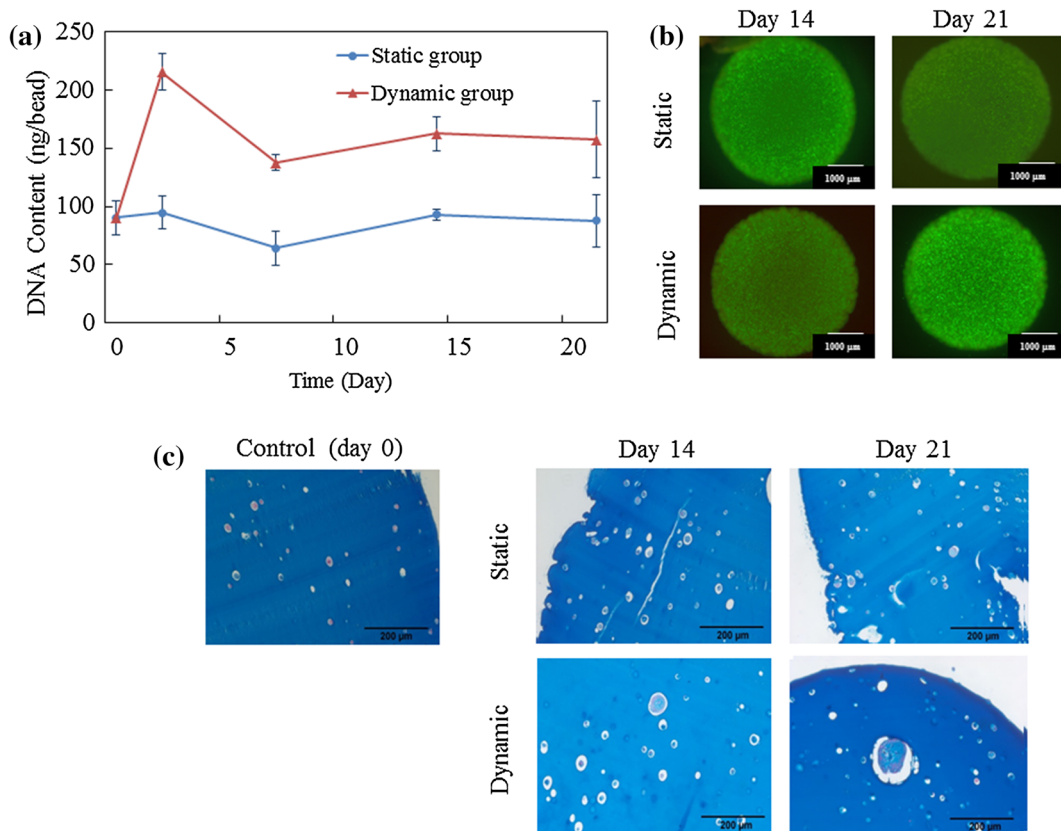 (a)
250
200
150
100
50
0
DNA Content (ng/bead)
Static group
Dynamic group
0 5 10 15 20
Time (Day)
(b)
Day 14 Day 21
Static
1000 µm 1000 µm
Dynamic
1000 µm 1000 µm
(c)
Control (day 0) Day 14 Day 21
Static
200 µm 200 µm 200 µm
Dynamic
200 µm 200 µm